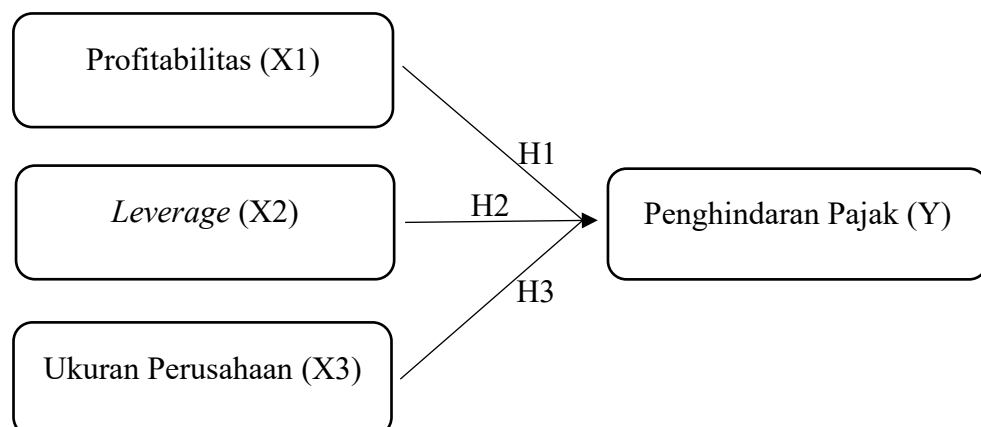 Profitabilitas (X1)
H1
Leverage (X2)
H2
Penghindaran Pajak (Y)
H3
Ukuran Perusahaan (X3)